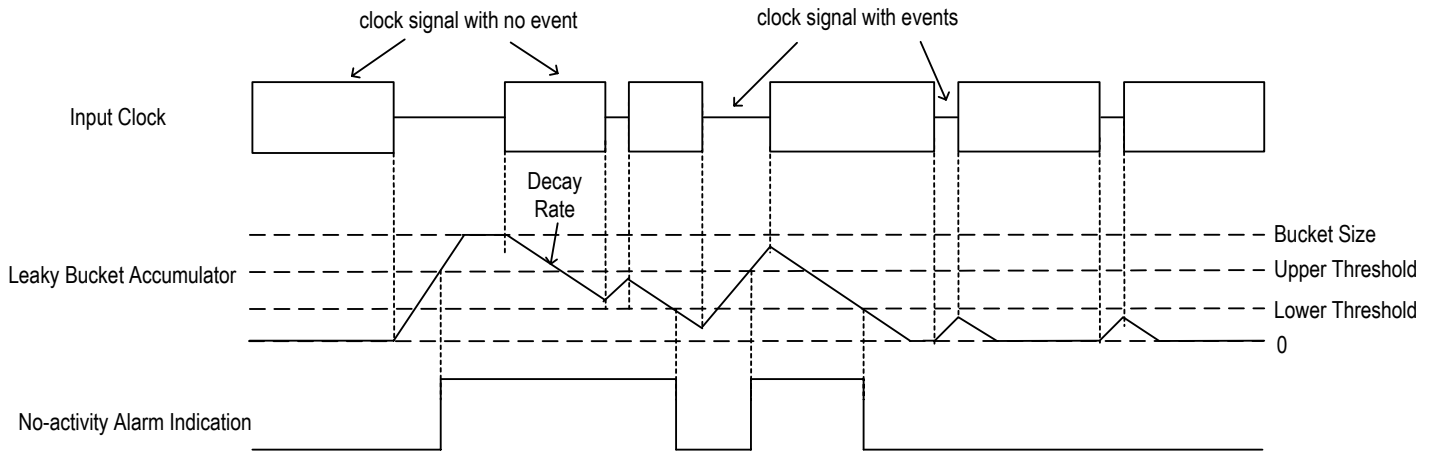 clock signal with no event
clock signal with events
Input Clock
Decay
Rate
Bucket Size
Leaky Bucket Accumulator
Upper Threshold
Lower Threshold
0
No-activity Alarm Indication